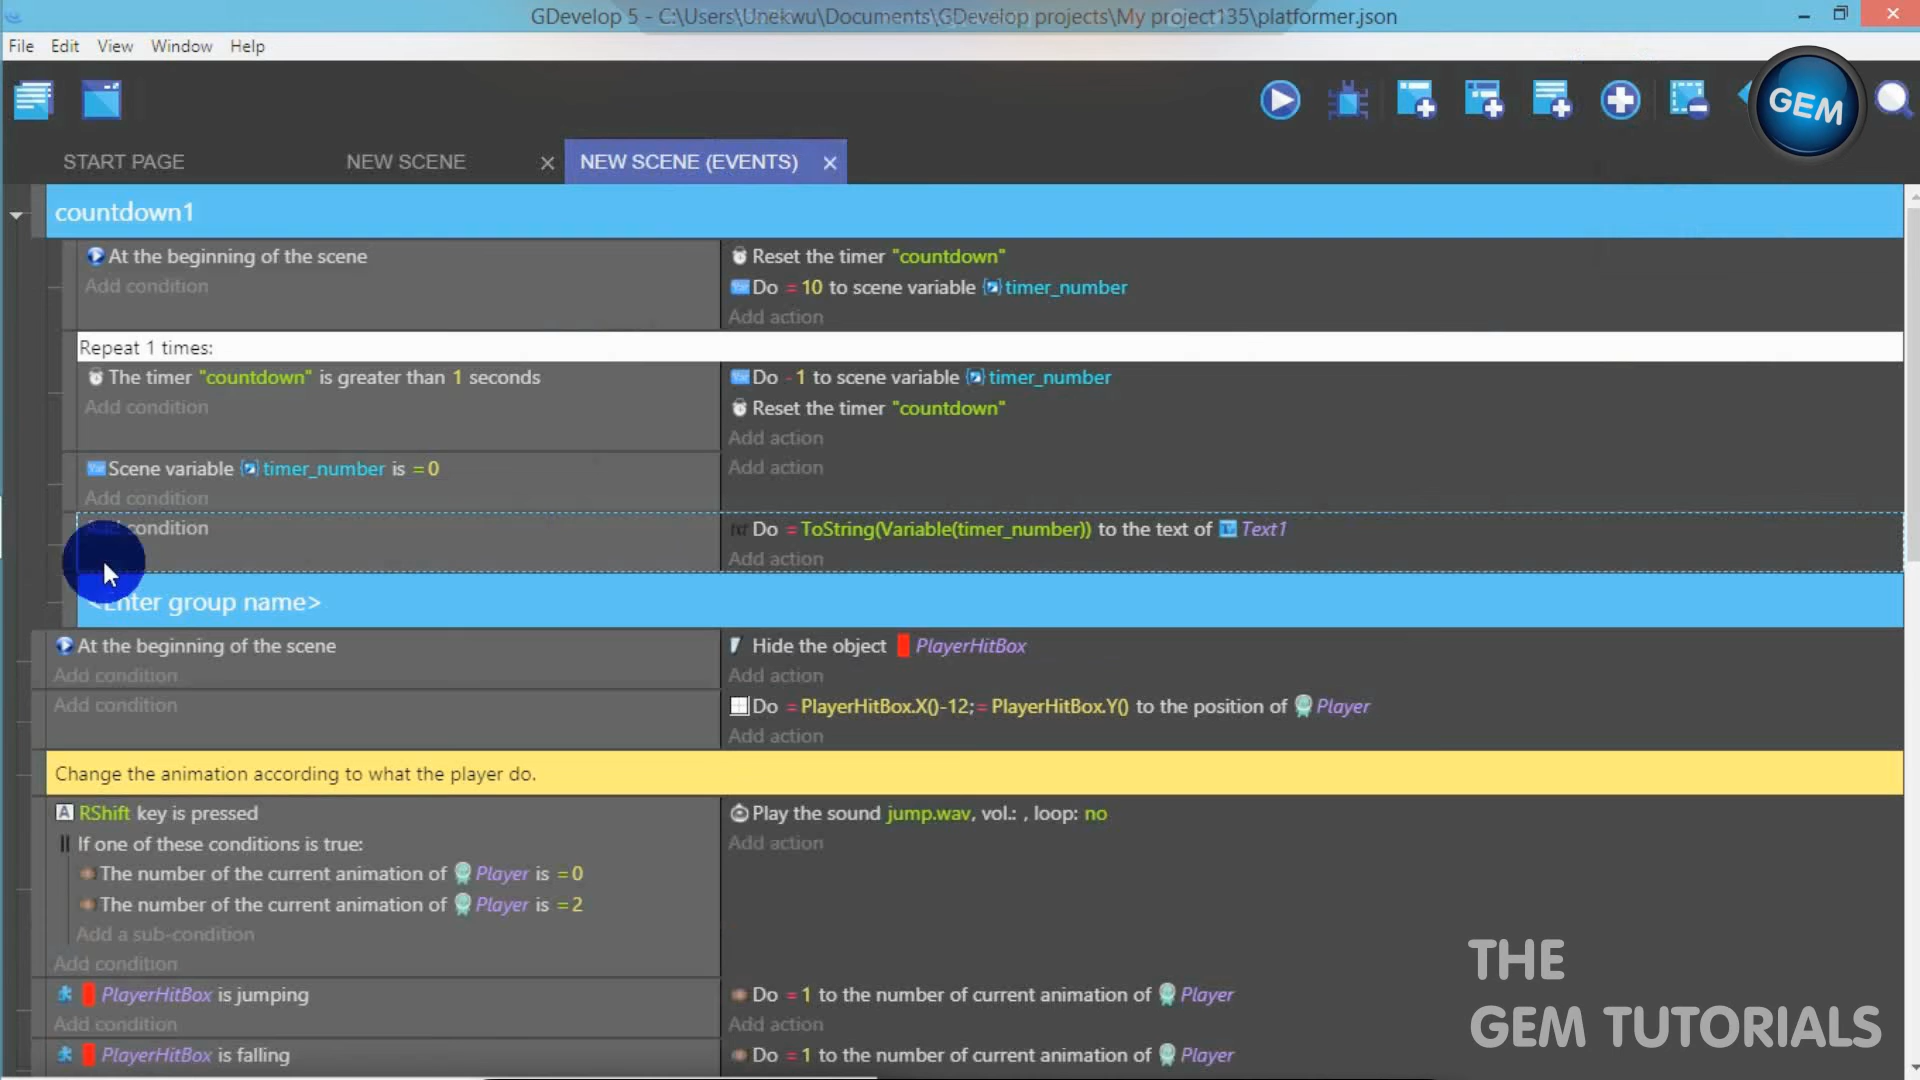 GDevelop 5 - C:\Users\Unekwu\Documents\GDevelop projects\My project135\platformer.json
File Edit View Window Help
GEM
START PAGE NEW SCENE NEW SCENE (EVENTS)
countdown1
At the beginning of the scene Reset the timer "countdown"
Add condition Do = 10 to scene variable timer_number
Add action
Repeat 1 times:
The timer "countdown" is greater than 1 seconds Do - 1 to scene variable timer_number
Add condition Reset the timer "countdown"
Add action
Scene variable timer_number is = 0 Add action
Add condition
condition Do = ToString(Variable(timer_number)) to the text of Text1
Add action
<Enter group name>
At the beginning of the scene Hide the object PlayerHitBox
Add condition Add action
Add condition Do = PlayerHitBox.X()-12; = PlayerHitBox.Y() to the position of Player
Add action
Change the animation according to what the player do.
RShift key is pressed Play the sound jump.wav, vol.: , loop: no
If one of these conditions is true: Add action
The number of the current animation of Player is = 0
The number of the current animation of Player is = 2
Add a sub-condition
Add condition
PlayerHitBox is jumping Do = 1 to the number of current animation of Player
Add condition Add action
PlayerHitBox is falling Do = 1 to the number of current animation of Player
THE
GEM TUTORIALS